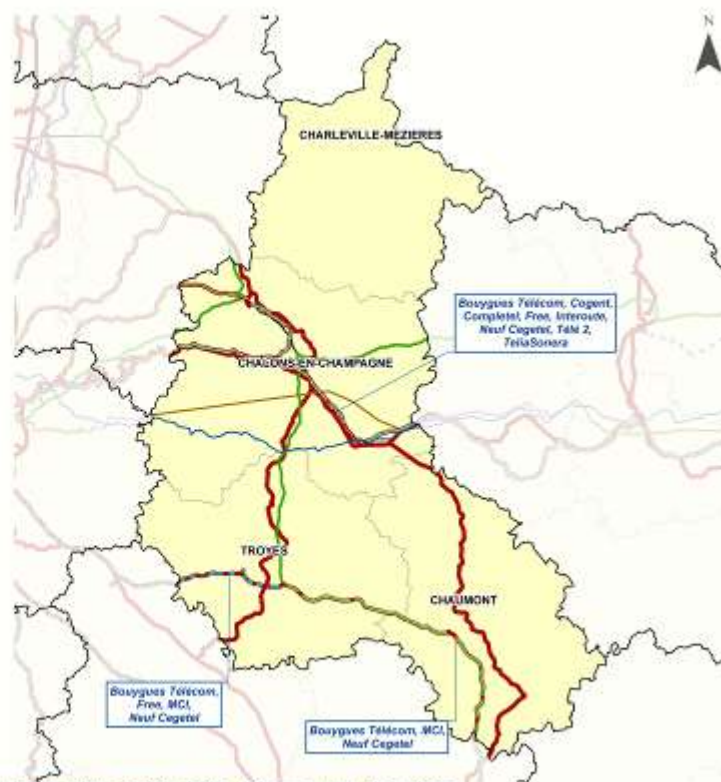 N
CHARLEVILLE-MEZIERES
Bouygues Télécom, Cogent,
Completel, Free, Interoute,
Neuf Cegetel, Télé 2,
TeliaSonera
CHALONS-EN-CHAMPAGNE
TROYES
CHAUMONT
Bouygues Télécom,
Free, MCI,
Neuf Cegetel
Bouygues Télécom, MCI,
Neuf Cegetel